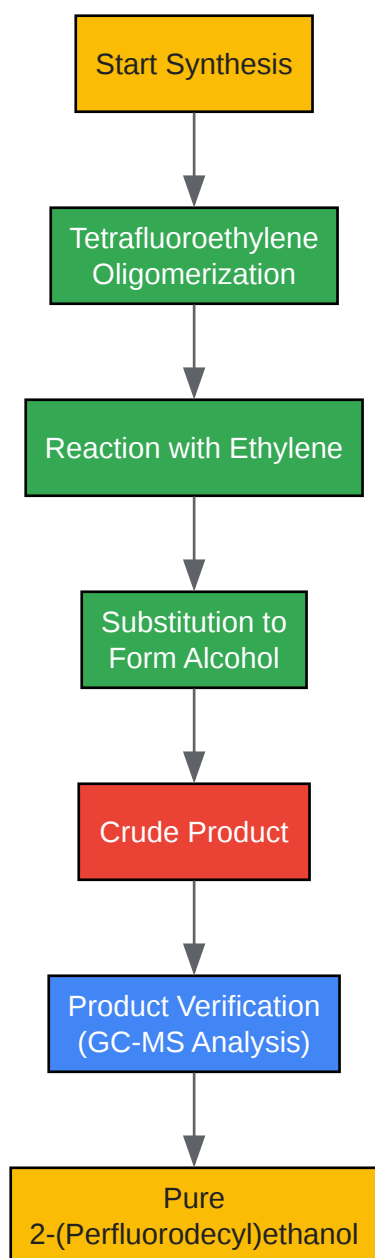 Start Synthesis
Tetrafluoroethylene
Oligomerization
Reaction with Ethylene
Substitution to
Form Alcohol
Crude Product
Product Verification
(GC-MS Analysis)
Pure
2-(Perfluorodecyl)ethanol